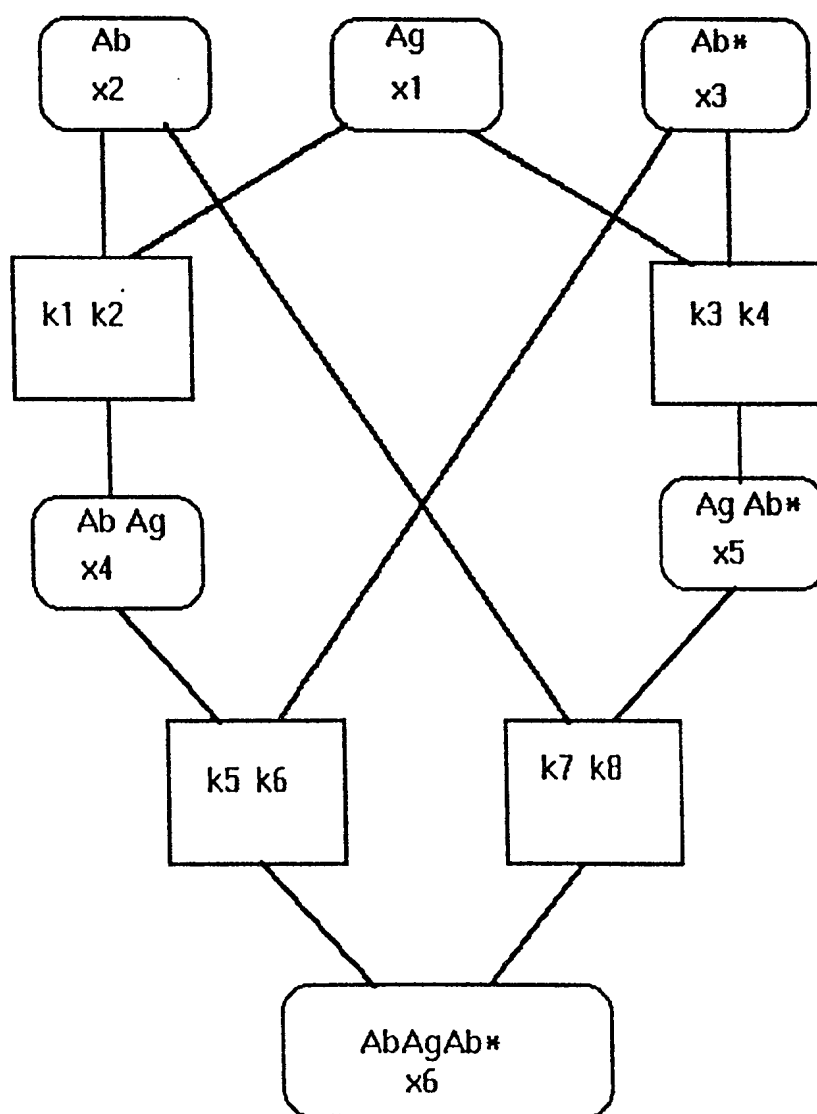 Ab
x2
Ag
x1
Ab*
x3
k1 k2
k3 k4
Ab Ag
x4
Ag Ab*
x5
k5 k6
k7 k8
AbAgAb*
x6